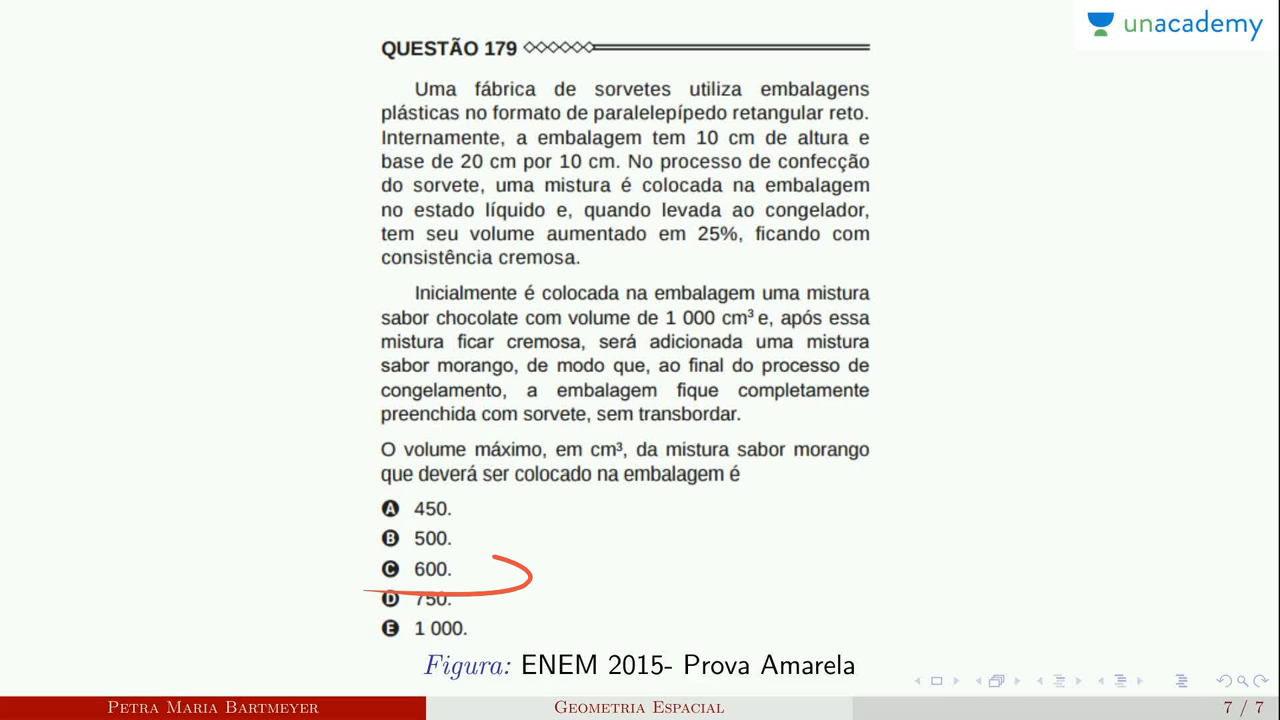 unacademy
QUESTÃO 179
Uma fábrica de sorvetes utiliza embalagens
plásticas no formato de paralelepípedo retangular reto.
Internamente, a embalagem tem 10 cm de altura e
base de 20 cm por 10 cm. No processo de confecção
do sorvete, uma mistura é colocada na embalagem
no estado líquido e, quando levada ao congelador,
tem seu volume aumentado em 25%, ficando com
consistência cremosa.
Inicialmente é colocada na embalagem uma mistura
sabor chocolate com volume de 1 000 cm³ e, após essa
mistura ficar cremosa, será adicionada uma mistura
sabor morango, de modo que, ao final do processo de
congelamento, a embalagem fique completamente
preenchida com sorvete, sem transbordar.
O volume máximo, em cm³, da mistura sabor morango
que deverá ser colocado na embalagem é
A 450.
B 500.
C 600.
D 750.
E 1 000.
Figura: ENEM 2015- Prova Amarela
Petra Maria Bartmeyer
Geometria Espacial
7 / 7